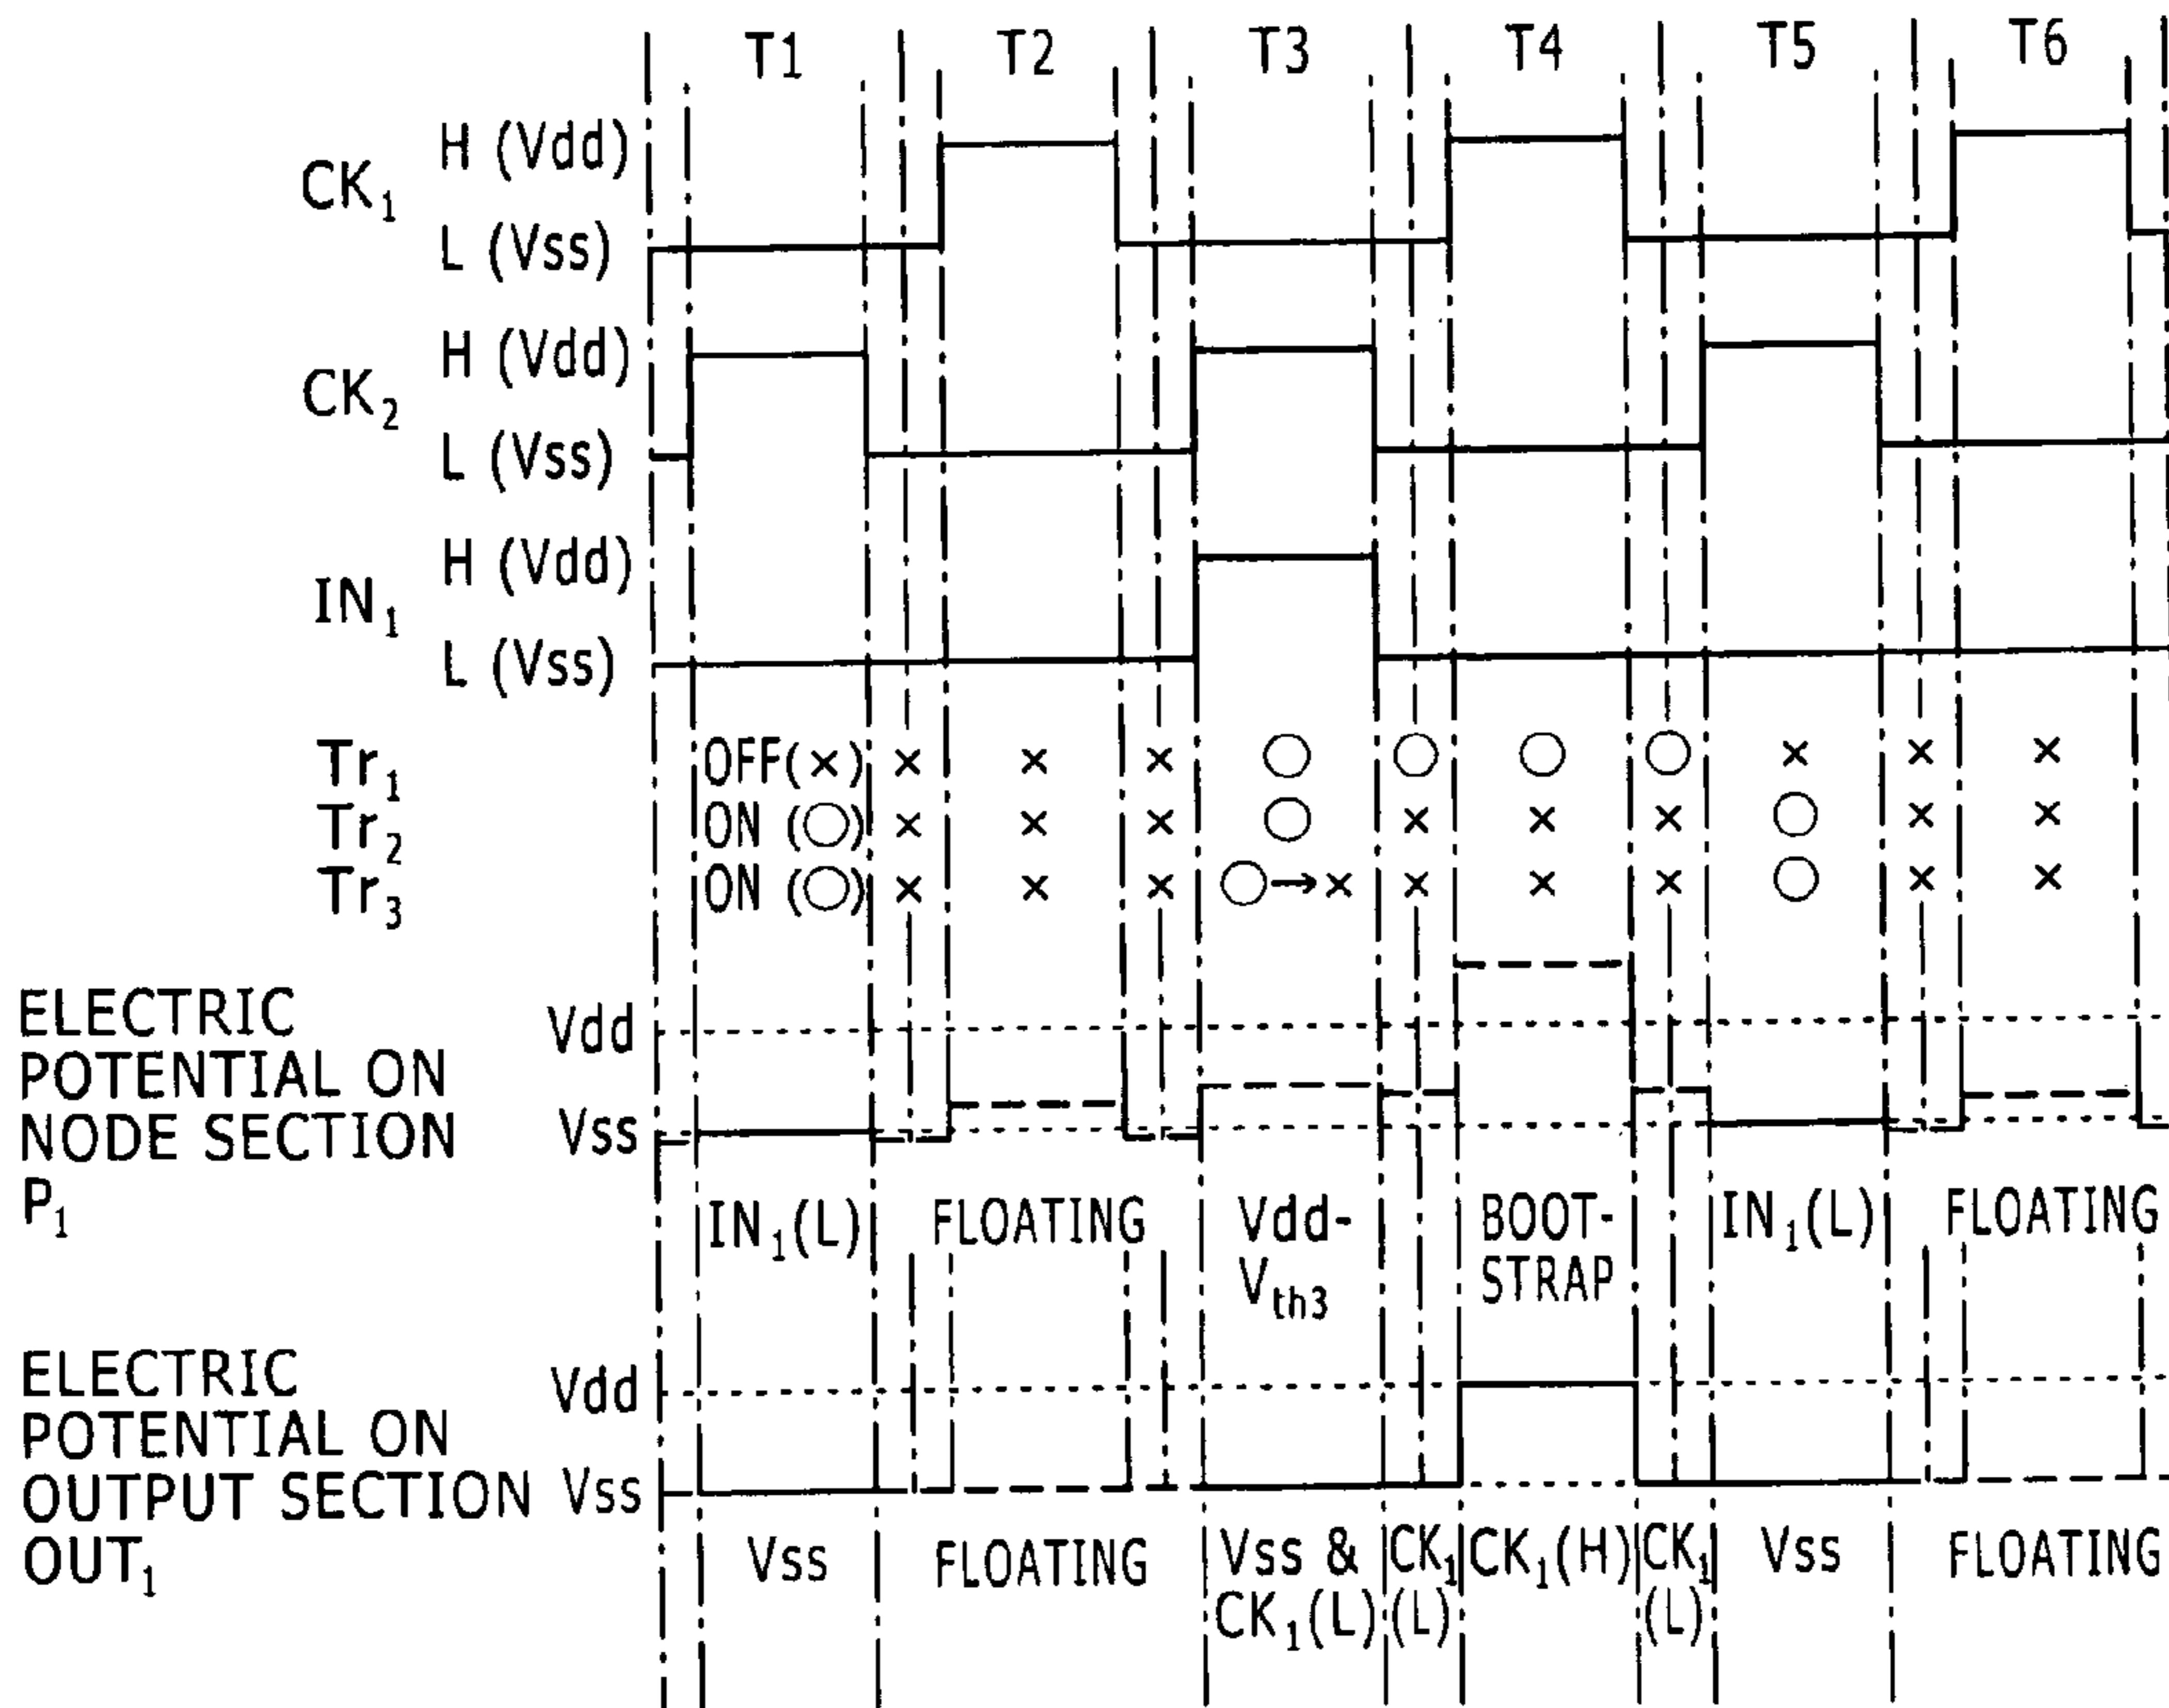 T1 T2 T3 T4 T5 T6
CK1 H (Vdd)
L (Vss)
CK2 H (Vdd)
L (Vss)
IN1 H (Vdd)
L (Vss)
Tr1 OFF(×) × × × ○ ○ ○ ○ × × ×
Tr2 ON (○) × × × ○ × × × ○ × ×
Tr3 ON (○) × × × ○→× × × × ○ × ×
ELECTRIC
POTENTIAL ON
NODE SECTION
P1
Vdd
Vss
IN1(L) FLOATING Vdd- BOOT- IN1(L) FLOATING
Vth3 STRAP
ELECTRIC
POTENTIAL ON
OUTPUT SECTION
OUT1
Vdd
Vss
Vss FLOATING Vss & CK1 CK1(H) CK1 Vss FLOATING
CK1(L) (L) (L)